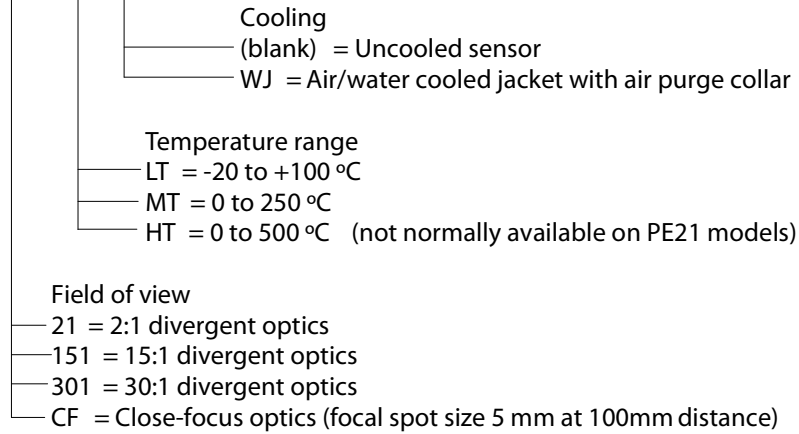 Cooling
(blank) = Uncooled sensor
WJ = Air/water cooled jacket with air purge collar
Temperature range
LT = -20 to +100 ºC
MT = 0 to 250 ºC
HT = 0 to 500 ºC (not normally available on PE21 models)
Field of view
21 = 2:1 divergent optics
151 = 15:1 divergent optics
301 = 30:1 divergent optics
CF = Close-focus optics (focal spot size 5 mm at 100mm distance)